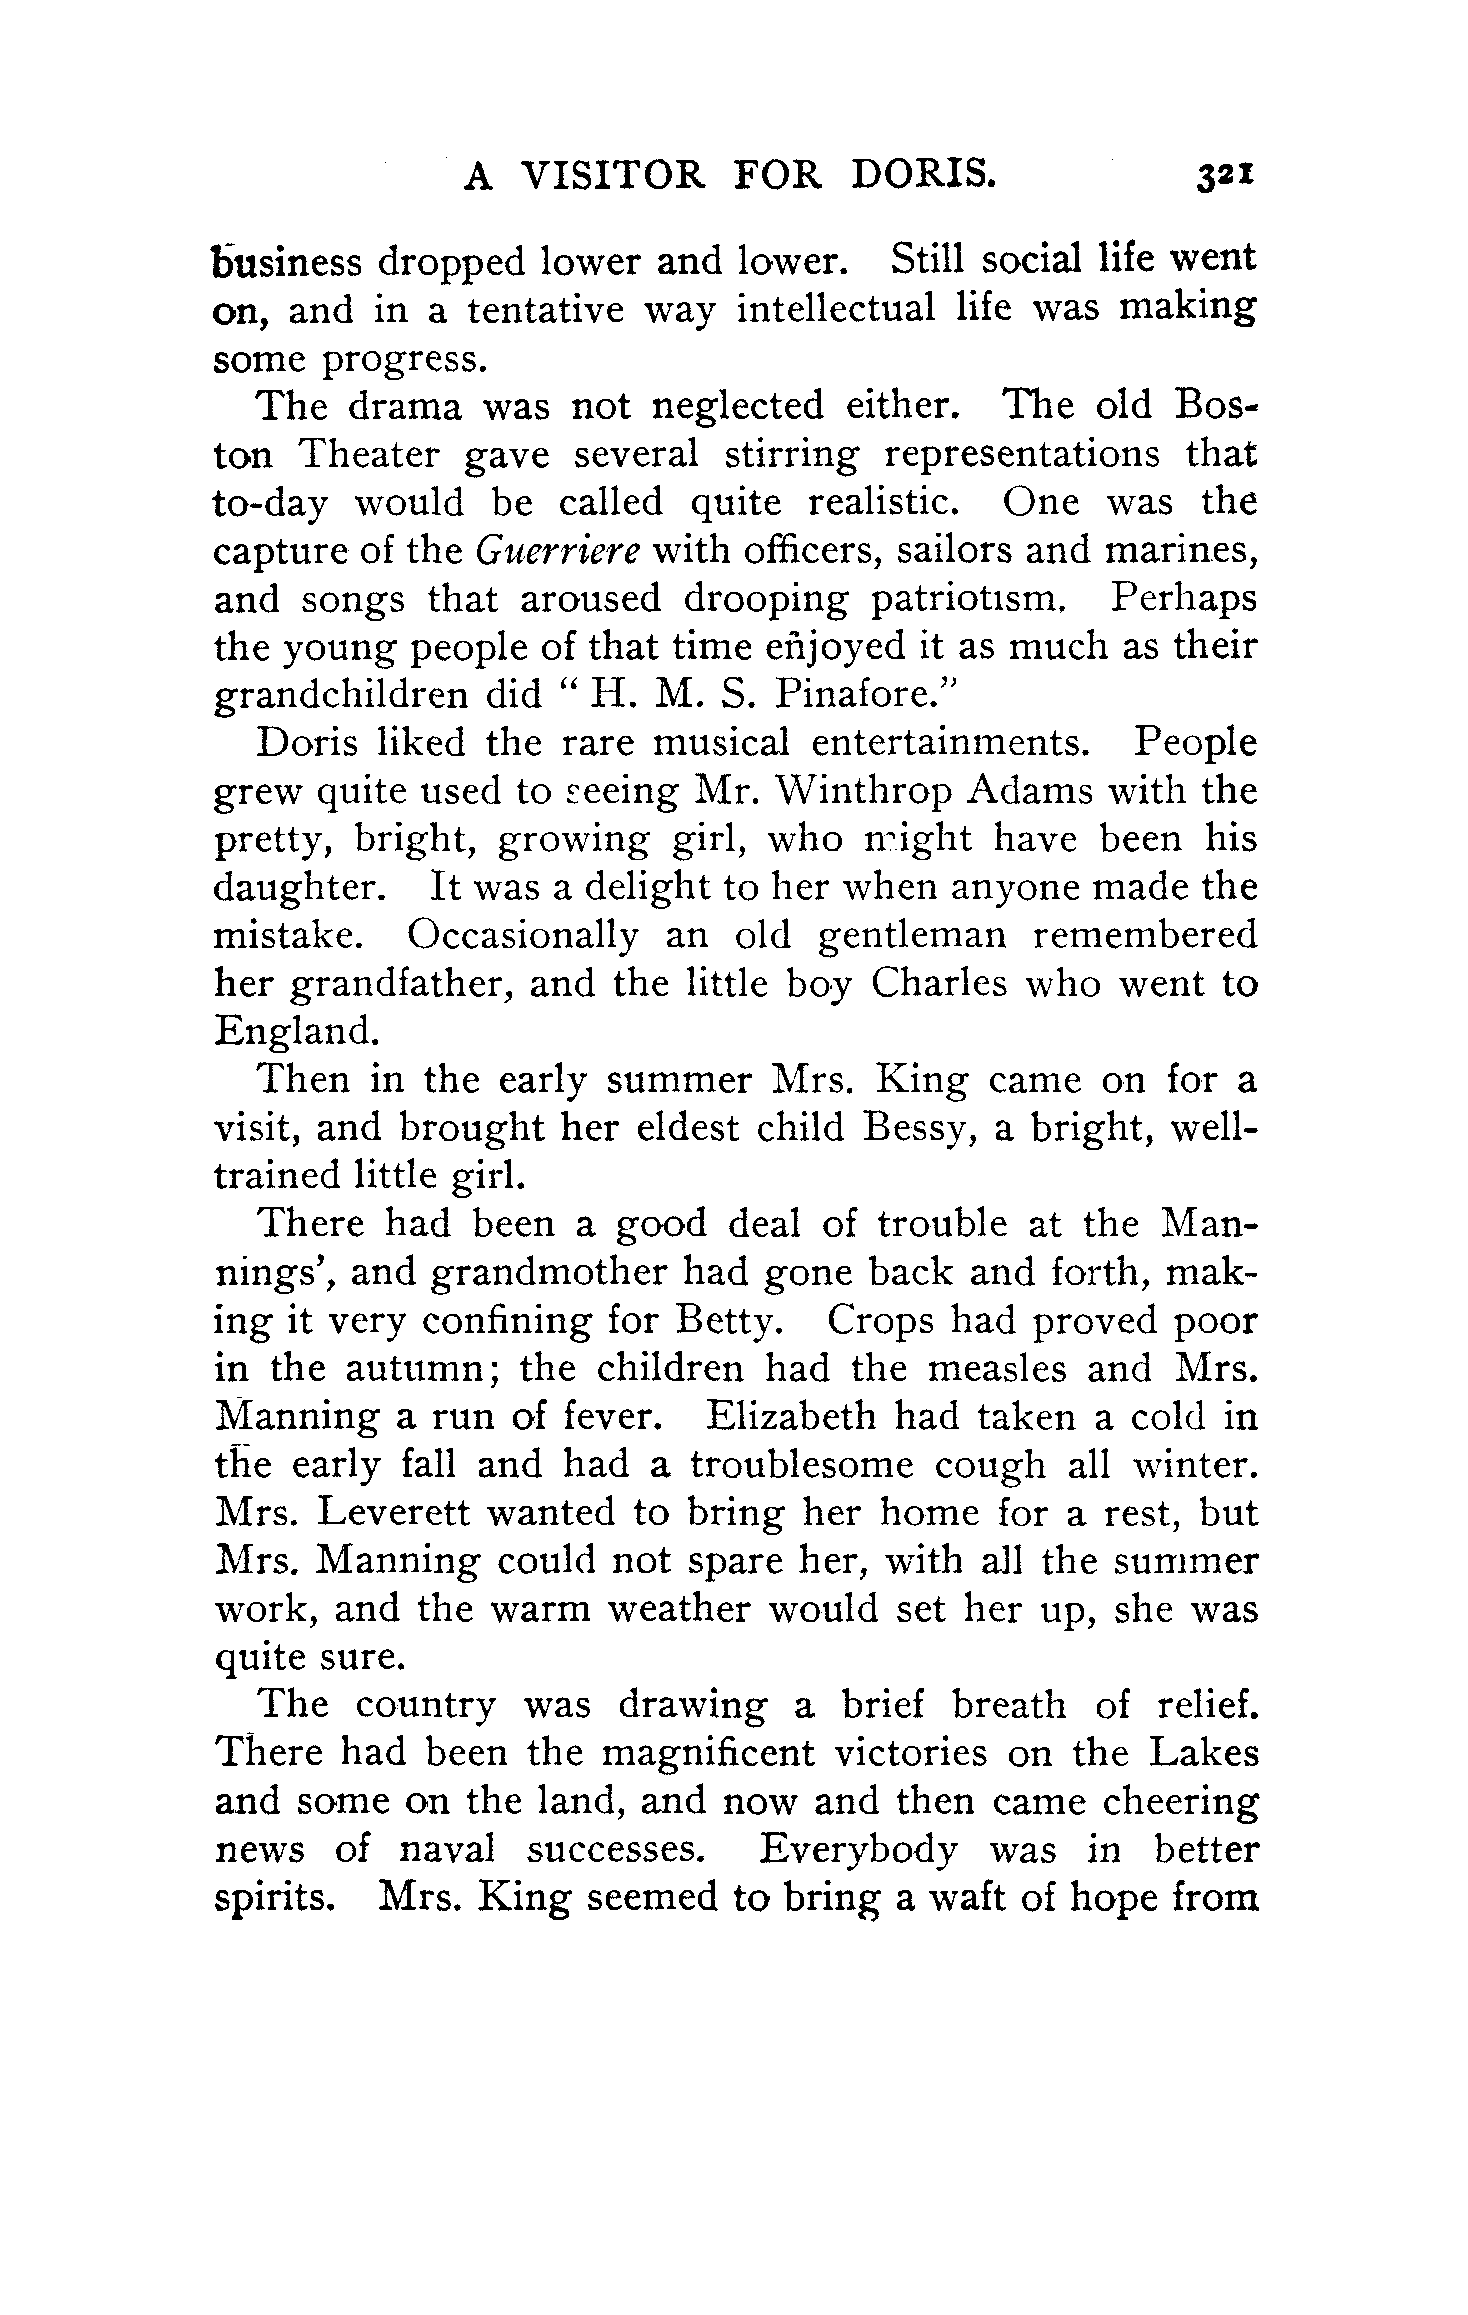 A VISITOR FOR DORIS. 321
business dropped lower and lower. Still social life went
on, and in a tentative way intellectual life was making
some progress.
The drama was not neglected either. The old Bos-
ton Theater gave several stirring representations that
to-day would be called quite realistic. One was the
capture of the Guerriere with officers, sailors and marines,
and songs that aroused drooping patriotism. Perhaps
the young people of that time enjoyed it as much as their
grandchildren did " H. M. S. Pinafore."
Doris liked the rare musical entertainments. People
grew quite used to seeing Mr. Winthrop Adams with the
pretty, bright, growing girl, who might have been his
daughter. It was a delight to her when anyone made the
mistake. Occasionally an old gentleman remembered
her grandfather, and the little boy Charles who went to
England.
Then in the early summer Mrs. King came on for a
visit, and brought her eldest child Bessy, a bright, well-
trained little girl.
There had been a good deal of trouble at the Man-
nings', and grandmother had gone back and forth, mak-
ing it very confining for Betty. Crops had proved poor
in the autumn; the children had the measles and Mrs.
Manning a run of fever. Elizabeth had taken a cold in
the early fall and had a troublesome cough all winter.
Mrs. Leverett wanted to bring her home for a rest, but
Mrs. Manning could not spare her, with all the summer
work, and the warm weather would set her up, she was
quite sure.
The country was drawing a brief breath of relief.
There had been the magnificent victories on the Lakes
and some on the land, and now and then came cheering
news of naval successes. Everybody was in better
spirits. Mrs. King seemed to bring a waft of hope from